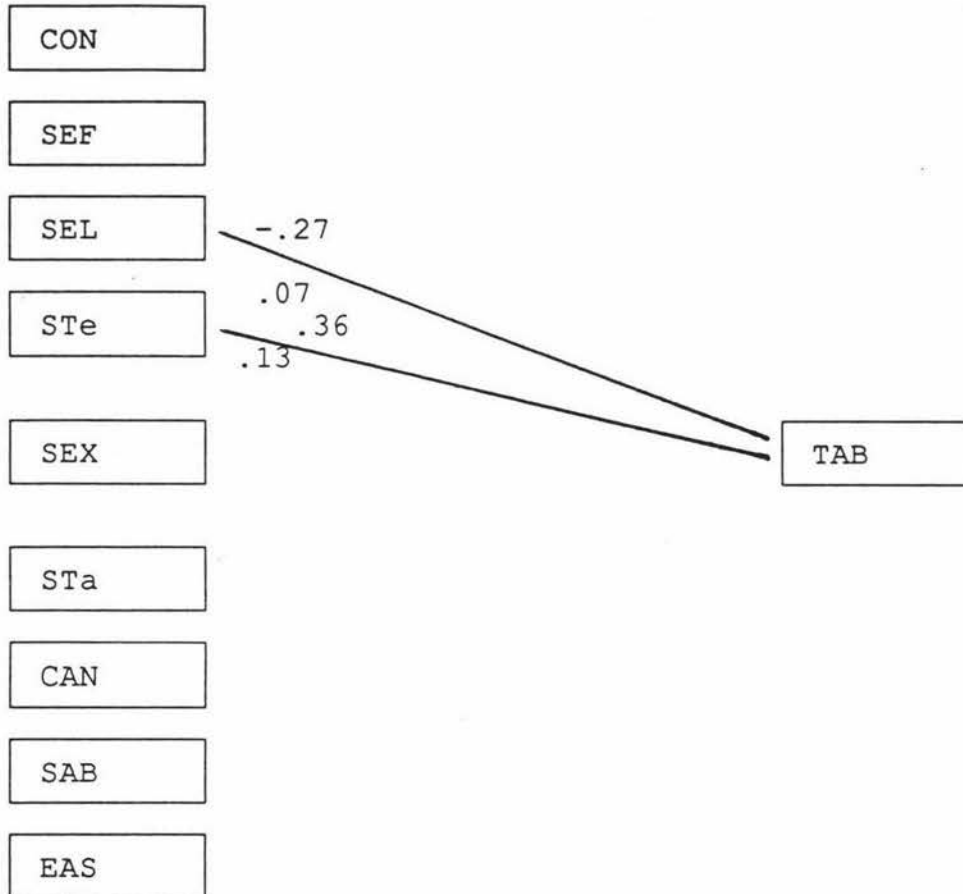 CON
SEF
SEL
-.27
.07
STe
.36
.13
SEX
TAB
STa
CAN
SAB
EAS